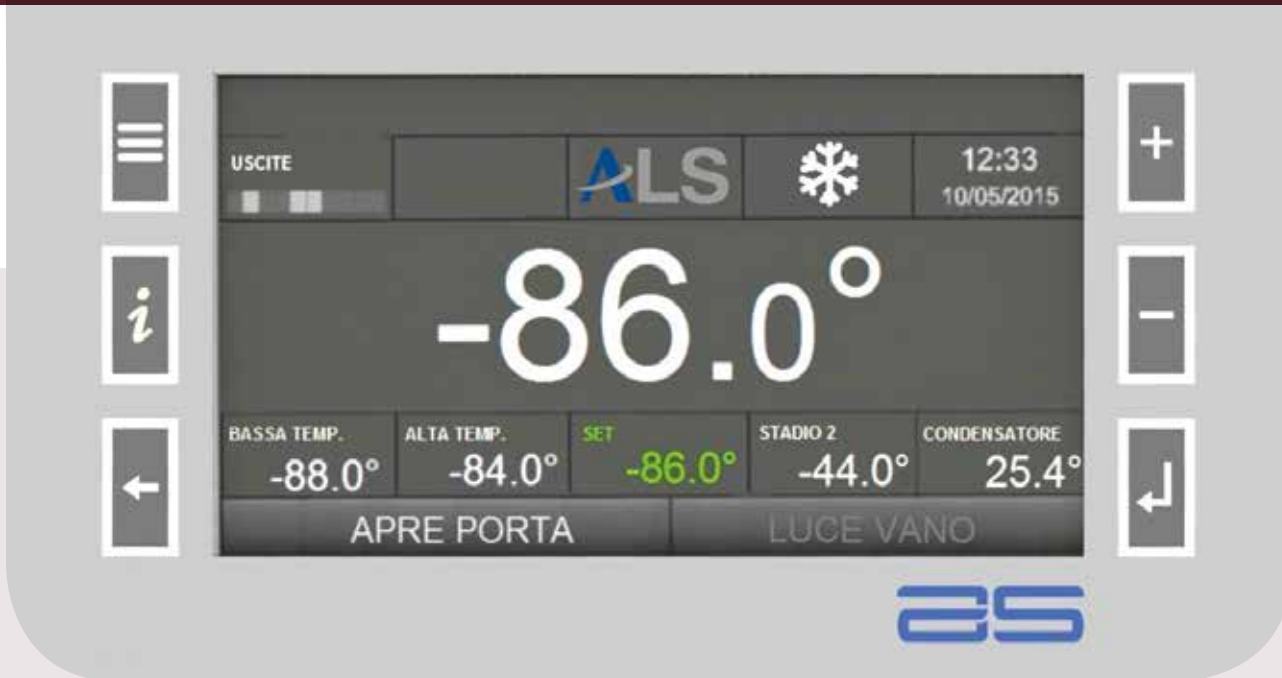 USCITE
ALS
12:33
10/05/2015
-86.0°
BASSA TEMP.
-88.0°
ALTA TEMP.
-84.0°
SET
-86.0°
STADIO 2
-44.0°
CONDENSATORE
25.4°
APRE PORTA
LUCE VANO
as